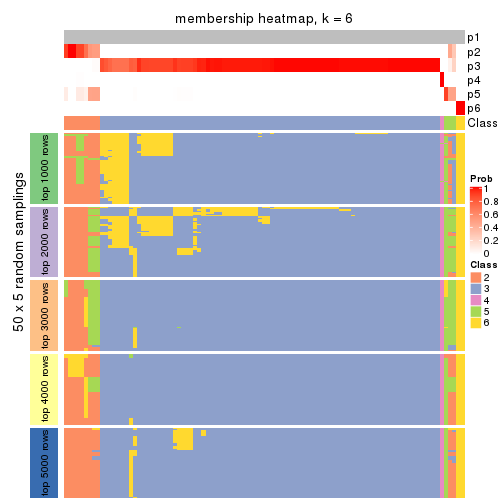 membership heatmap, k = 6
p1
p2
p3
p4
p5
p6
Class
50 x 5 random samplings
top 1000 rows
top 2000 rows
top 3000 rows
top 4000 rows
top 5000 rows
Prob
1
0.8
0.6
0.4
0.2
0
Class
2
3
4
5
6